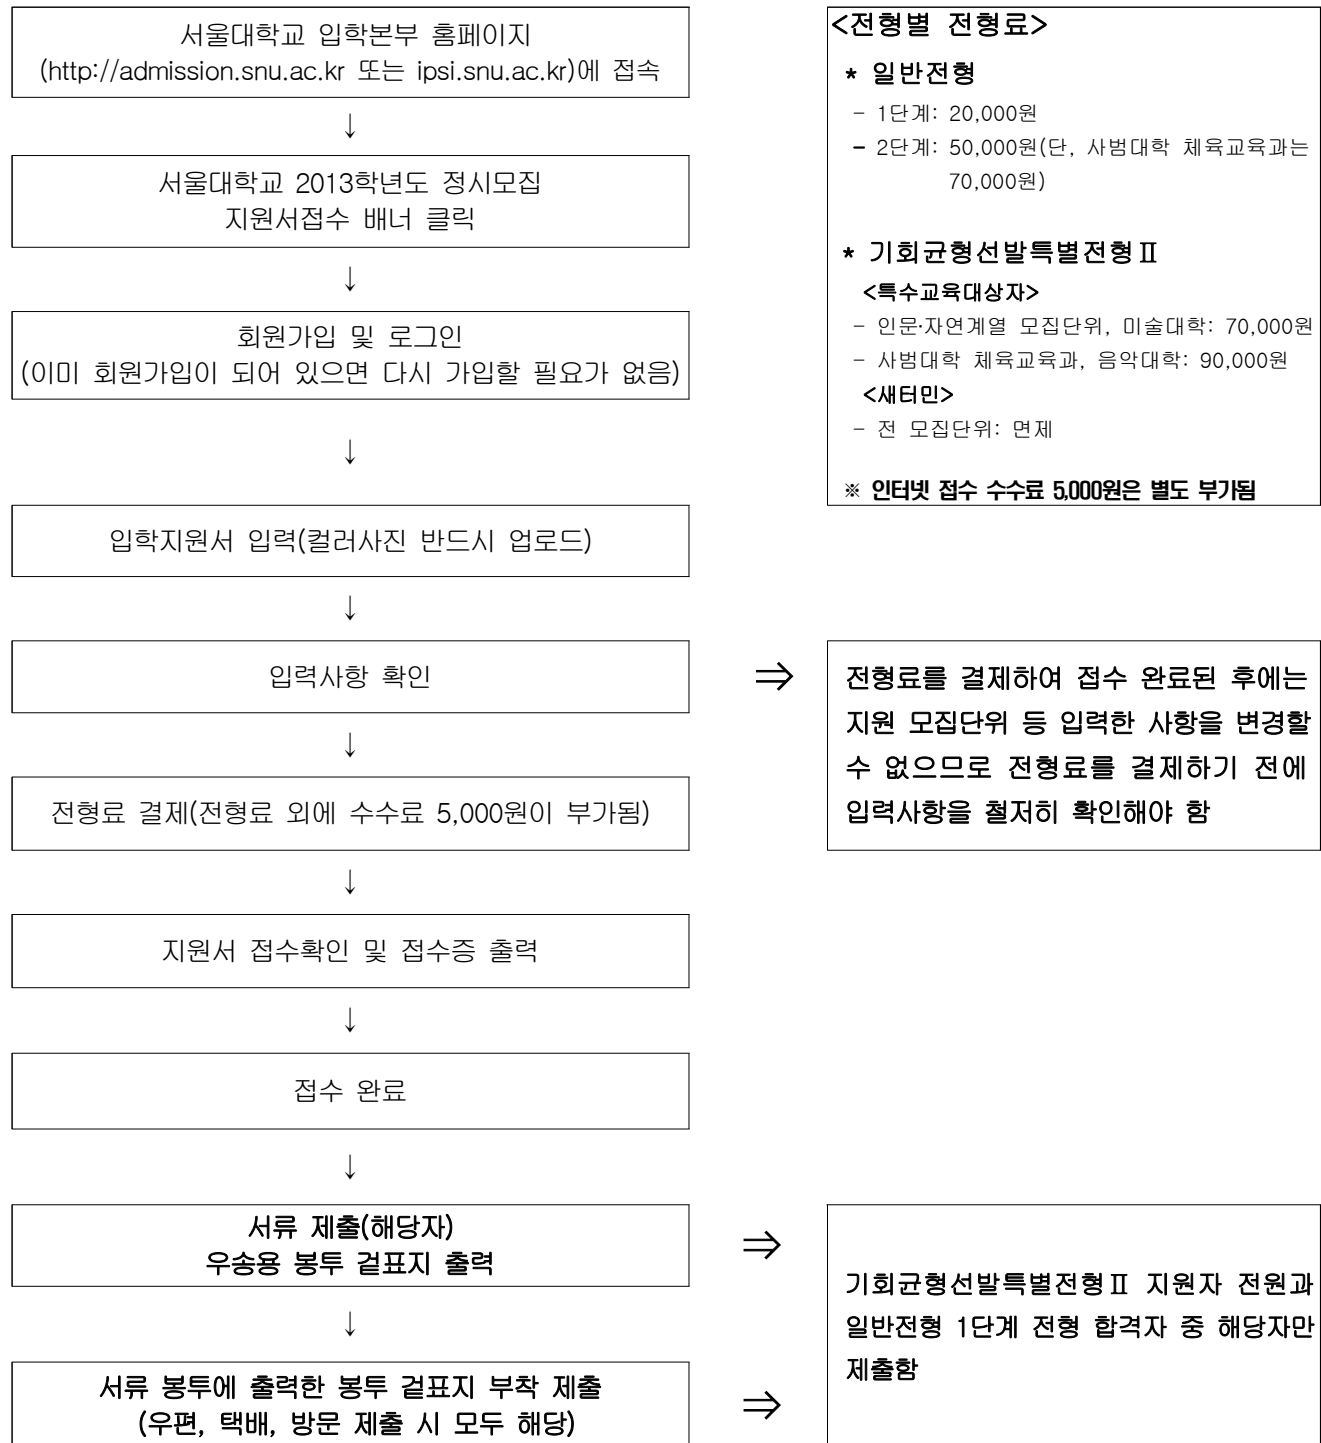 서울대학교 입학본부 홈페이지
(http://admission.snu.ac.kr 또는 ipsi.snu.ac.kr)에 접속
↓
서울대학교 2013학년도 정시모집
지원서접수 배너 클릭
↓
회원가입 및 로그인
(이미 회원가입이 되어 있으면 다시 가입할 필요가 없음)
↓
<전형별 전형료>
* 일반전형
- 1단계: 20,000원
- 2단계: 50,000원(단, 사범대학 체육교육과는
70,000원)
* 기회균형선발특별전형Ⅱ
<특수교육대상자>
- 인문·자연계열 모집단위, 미술대학: 70,000원
- 사범대학 체육교육과, 음악대학: 90,000원
<새터민>
- 전 모집단위: 면제
※ 인터넷 접수 수수료 5,000원은 별도 부가됨
입학지원서 입력(컬러사진 반드시 업로드)
↓
입력사항 확인
⇒
전형료를 결제하여 접수 완료된 후에는
지원 모집단위 등 입력한 사항을 변경할
수 없으므로 전형료를 결제하기 전에
입력사항을 철저히 확인해야 함
↓
전형료 결제(전형료 외에 수수료 5,000원이 부가됨)
↓
지원서 접수확인 및 접수증 출력
↓
접수 완료
↓
서류 제출(해당자)
우송용 봉투 겉표지 출력
⇒
↓
서류 봉투에 출력한 봉투 겉표지 부착 제출
(우편, 택배, 방문 제출 시 모두 해당)
⇒
기회균형선발특별전형Ⅱ 지원자 전원과
일반전형 1단계 전형 합격자 중 해당자만
제출함